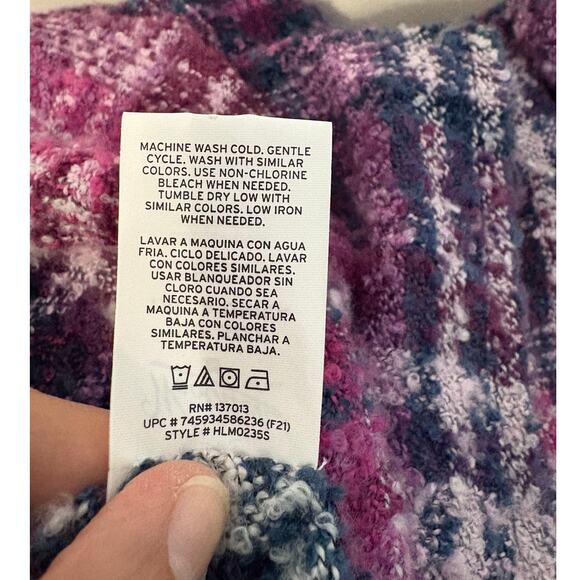 MACHINE WASH COLD. GENTLE
CYCLE. WASH WITH SIMILAR
COLORS. USE NON-CHLORINE
BLEACH WHEN NEEDED.
TUMBLE DRY LOW WITH
SIMILAR COLORS. LOW IRON
WHEN NEEDED.
LAVAR A MAQUINA CON AGUA
FRIA. CICLO DELICADO. LAVAR
CON COLORES SIMILARES.
USAR BLANQUEADOR SIN
CLORO CUANDO SEA
NECESARIO. SECAR A
MAQUINA A TEMPERATURA
BAJA CON COLORES
SIMILARES. PLANCHAR A
TEMPERATURA BAJA.
RN# 137013
UPC # 745934586236 (F21)
STYLE # HLM0235S